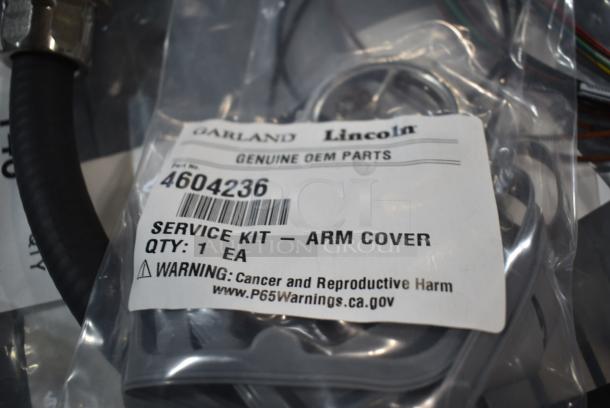 GARLAND Lincoln
GENUINE OEM PARTS
Part No.
4604236
SERVICE KIT - ARM COVER
QTY: 1 EA
⚠ WARNING: Cancer and Reproductive Harm
www.P65Warnings.ca.gov